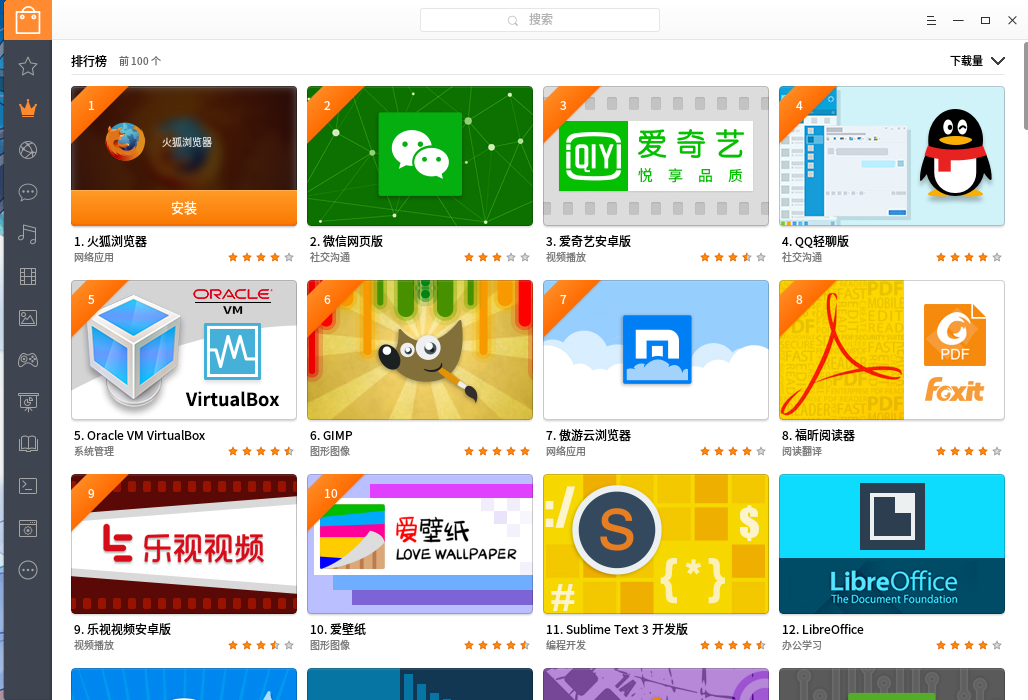 搜索
排行榜 前 100 个
下载量
1
火狐浏览器
安装
2
3
iQIYI
爱奇艺
悦享品质
4
1. 火狐浏览器
网络应用
2. 微信网页版
社交沟通
3. 爱奇艺安卓版
视频播放
4. QQ轻聊版
社交沟通
5
ORACLE
VM
VirtualBox
6
7
8
PDF
Foxit
5. Oracle VM VirtualBox
系统管理
6. GIMP
图形图像
7. 傲游云浏览器
网络应用
8. 福昕阅读器
阅读翻译
9
乐视视频
10
爱壁纸
LOVE WALLPAPER
://
S
$
{*}
#
LibreOffice
The Document Foundation
9. 乐视视频安卓版
视频播放
10. 爱壁纸
图形图像
11. Sublime Text 3 开发版
编程开发
12. LibreOffice
办公学习